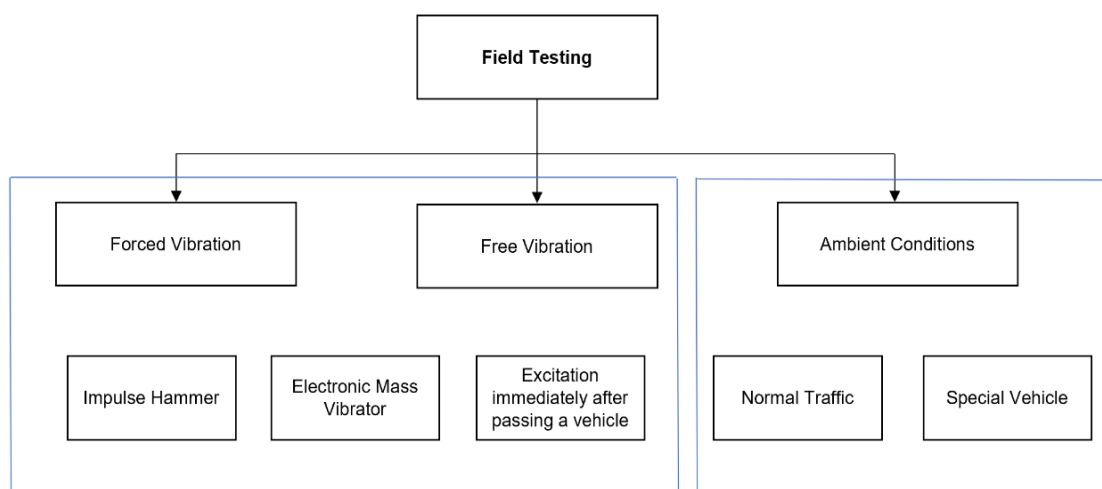 Field Testing
Forced Vibration
Free Vibration
Ambient Conditions
Impulse Hammer
Electronic Mass
Vibrator
Excitation
immediately after
passing a vehicle
Normal Traffic
Special Vehicle